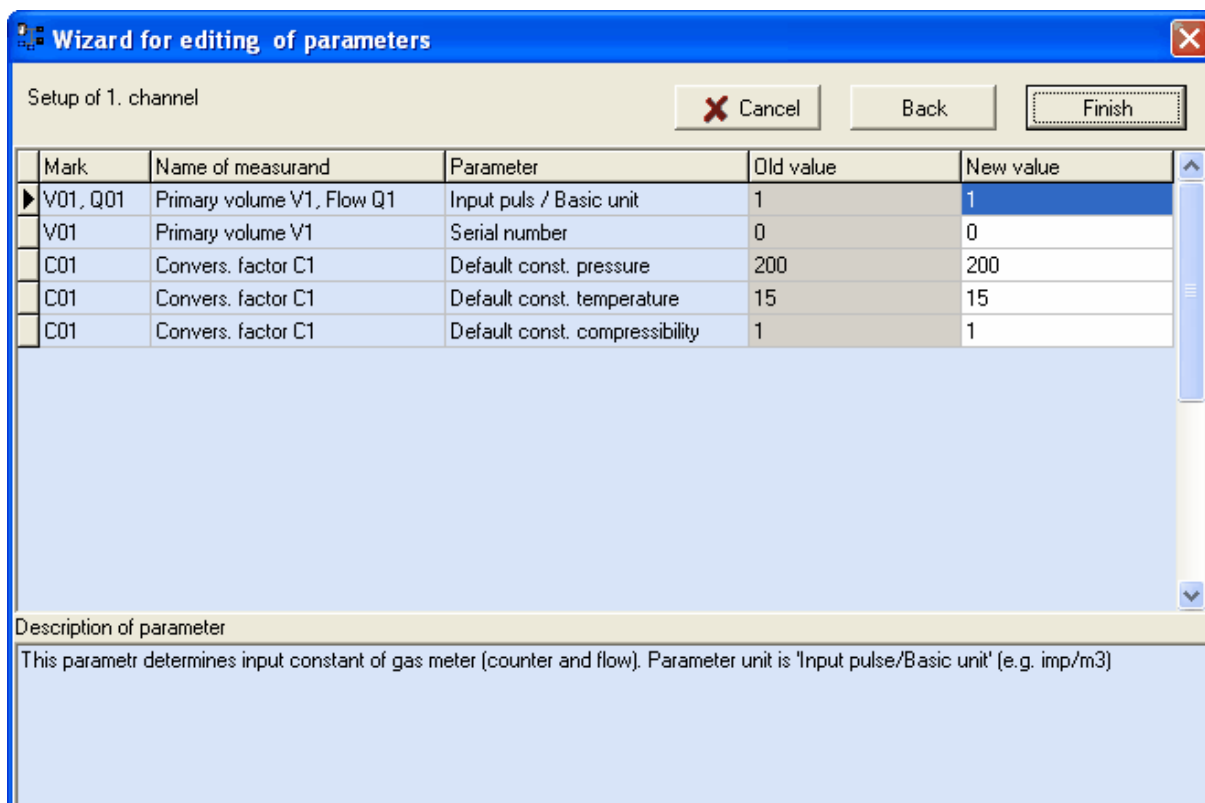 Wizard for editing of parameters
Setup of 1. channel
Cancel Back Finish
Mark Name of measurand Parameter Old value New value
V01, Q01 Primary volume V1, Flow Q1 Input puls / Basic unit 1 1
V01 Primary volume V1 Serial number 0 0
C01 Convers. factor C1 Default const. pressure 200 200
C01 Convers. factor C1 Default const. temperature 15 15
C01 Convers. factor C1 Default const. compressibility 1 1
Description of parameter
This parametr determines input constant of gas meter (counter and flow). Parameter unit is 'Input pulse/Basic unit' (e.g. imp/m3)